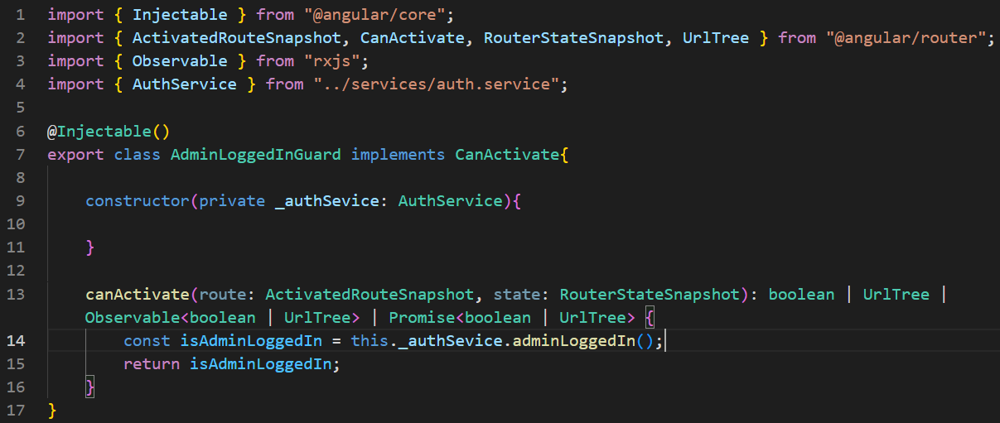 1 import { Injectable } from "@angular/core";
2 import { ActivatedRouteSnapshot, CanActivate, RouterStateSnapshot, UrlTree } from "@angular/router";
3 import { Observable } from "rxjs";
4 import { AuthService } from "../services/auth.service";
5
6 @Injectable()
7 export class AdminLoggedInGuard implements CanActivate{
8
9 constructor(private _authSevice: AuthService){
10
11 }
12
13 canActivate(route: ActivatedRouteSnapshot, state: RouterStateSnapshot): boolean | UrlTree |
Observable<boolean | UrlTree> | Promise<boolean | UrlTree> {
14 const isAdminLoggedIn = this._authSevice.adminLoggedIn();
15 return isAdminLoggedIn;
16 }
17 }